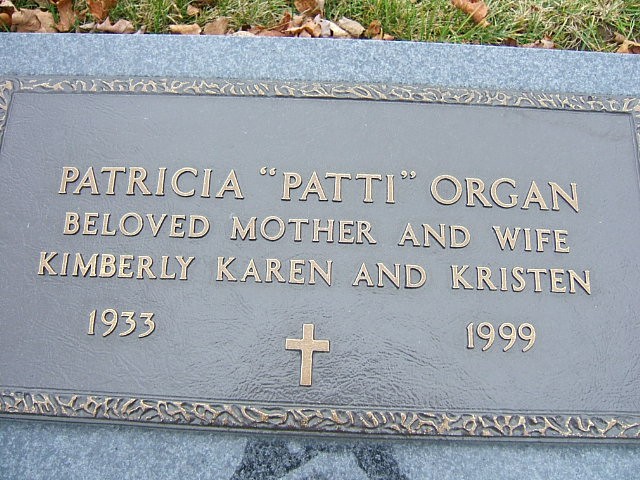 PATRICIA "PATTI" ORGAN
BELOVED MOTHER AND WIFE
KIMBERLY KAREN AND KRISTEN
1933 1999